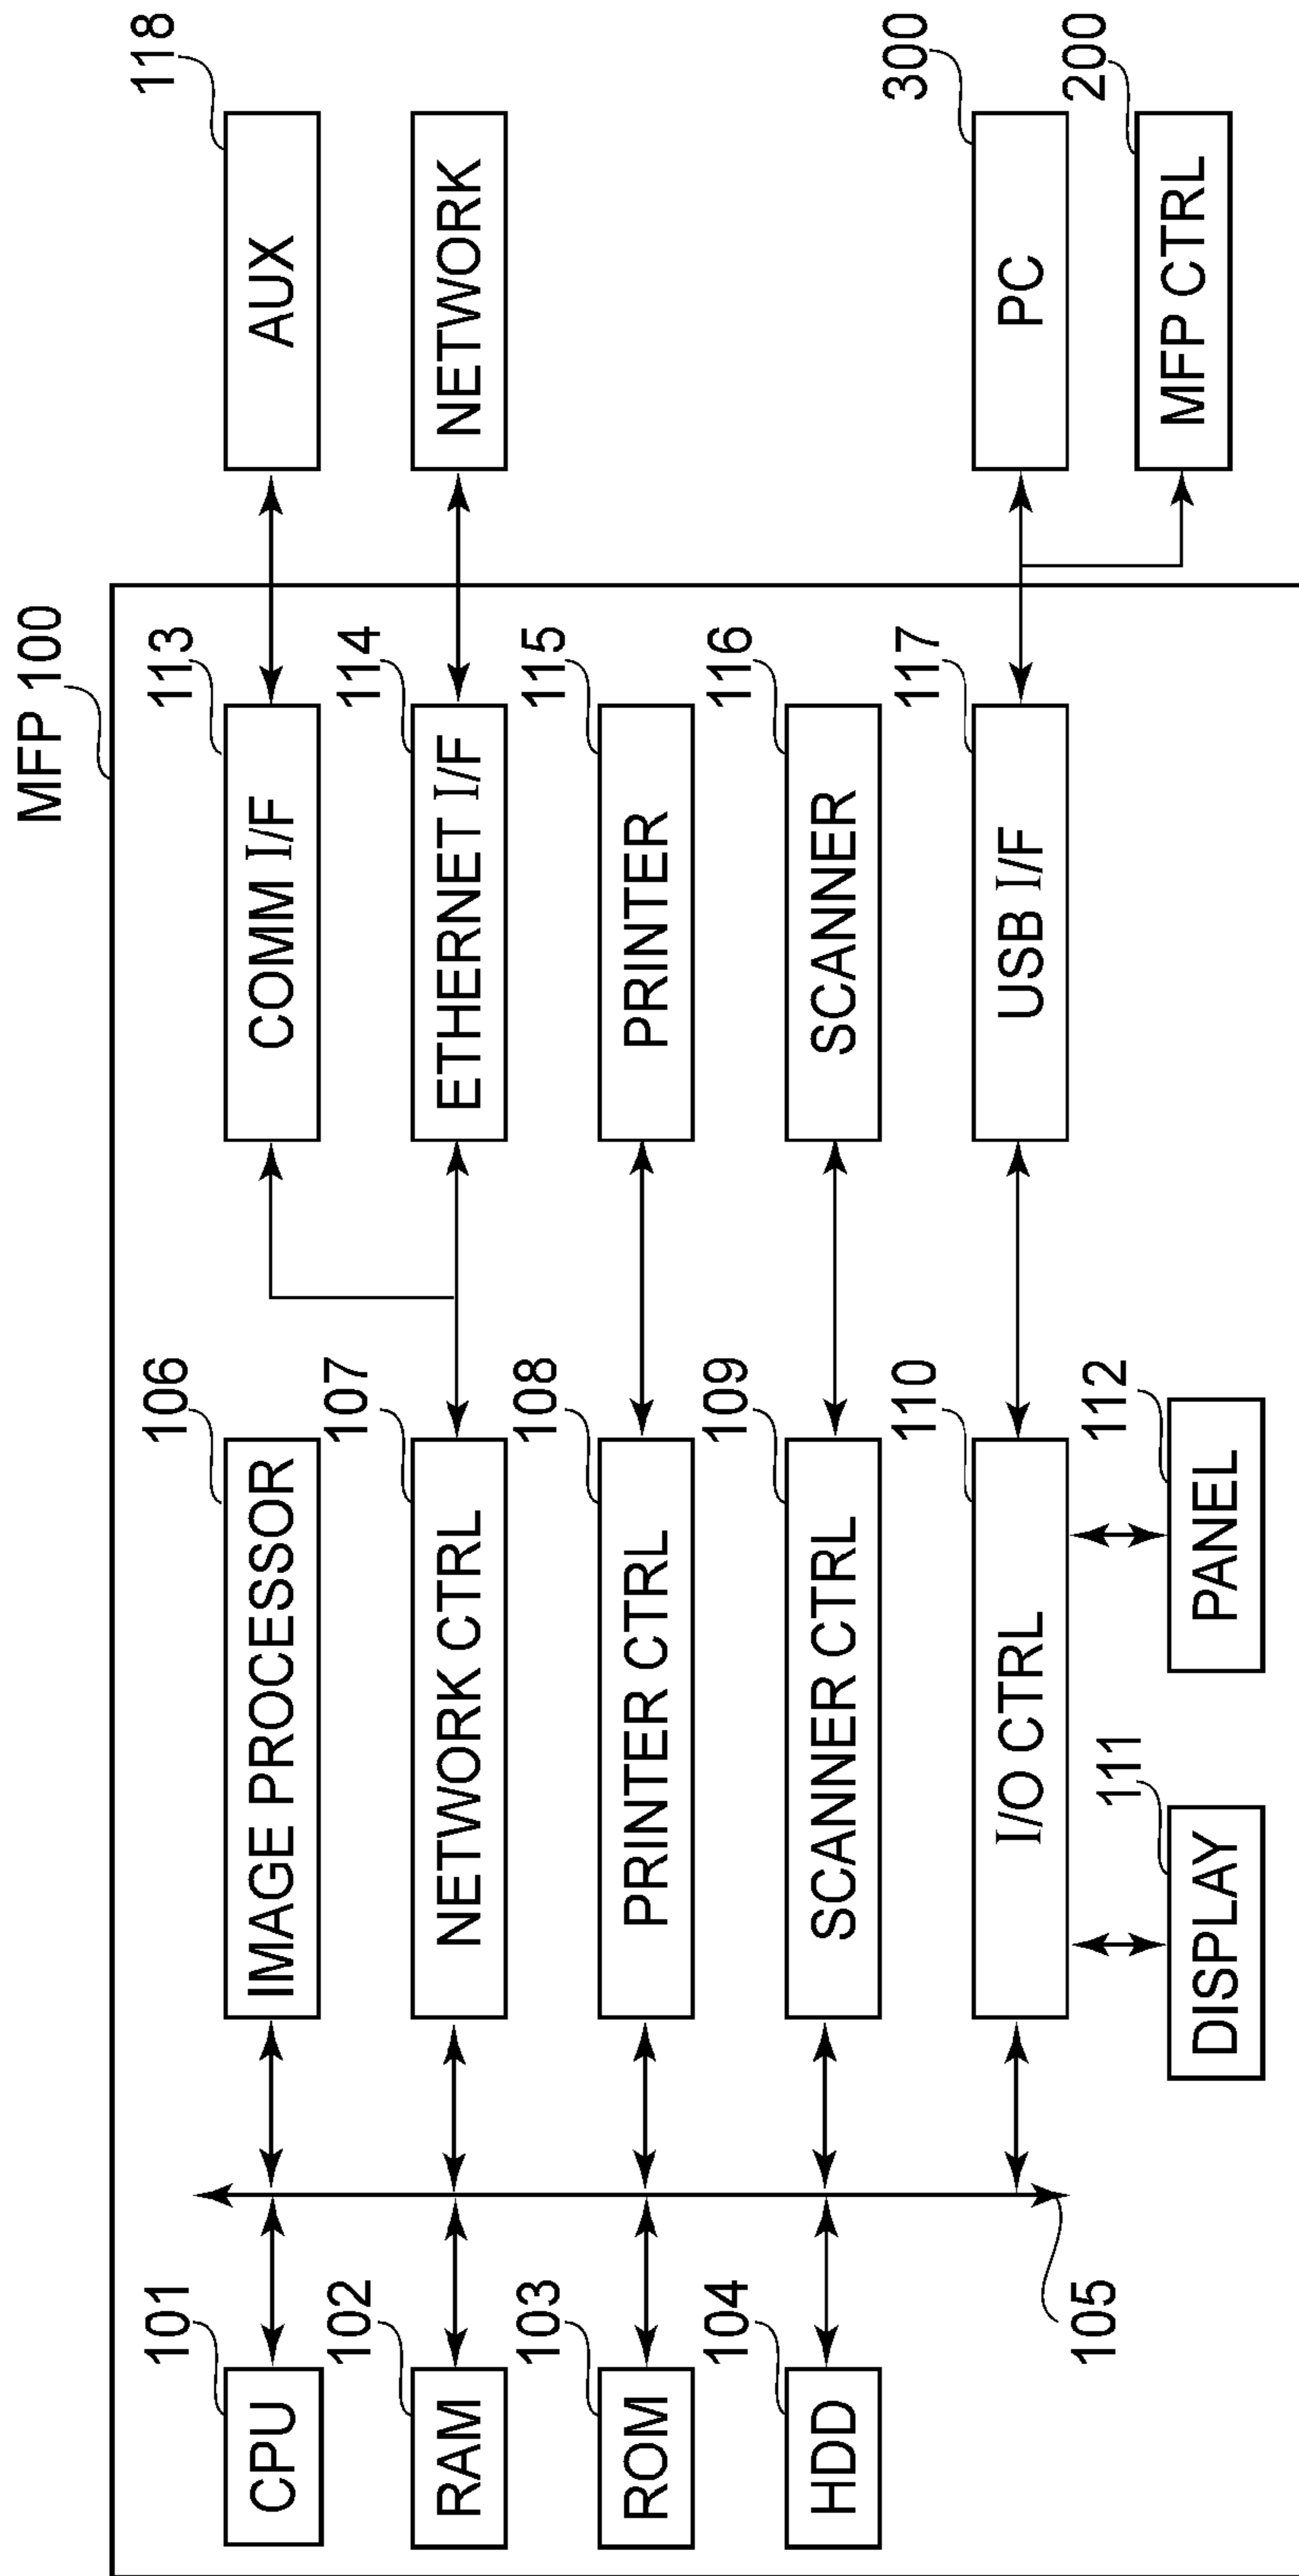 MFP 100
101
CPU
102
RAM
103
ROM
104
HDD
105
106
IMAGE PROCESSOR
107
NETWORK CTRL
108
PRINTER CTRL
109
SCANNER CTRL
110
I/O CTRL
111
DISPLAY
112
PANEL
113
COMM I/F
114
ETHERNET I/F
115
PRINTER
116
SCANNER
117
USB I/F
118
AUX
NETWORK
300
PC
200
MFP CTRL